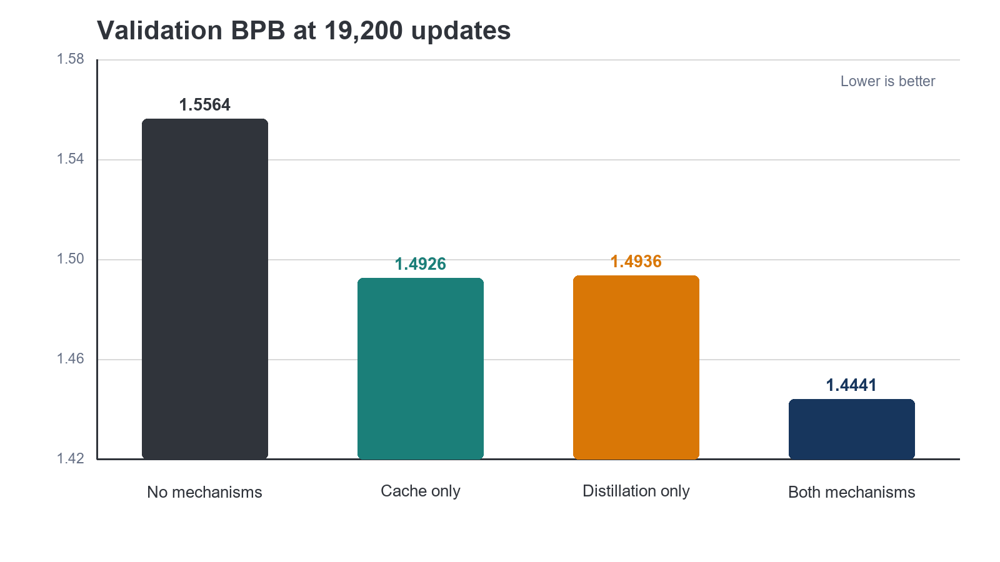 Validation BPB at 19,200 updates
1.58
Lower is better
1.5564
1.54
1.50
1.4926
1.4936
1.46
1.4441
1.42
No mechanisms
Cache only
Distillation only
Both mechanisms